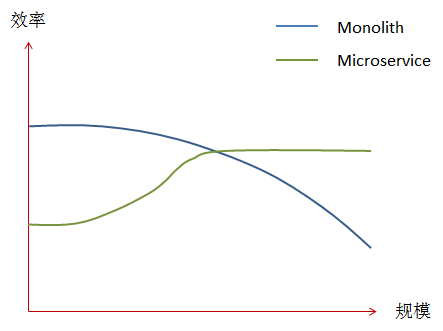 效率
Monolith
Microservice
规模